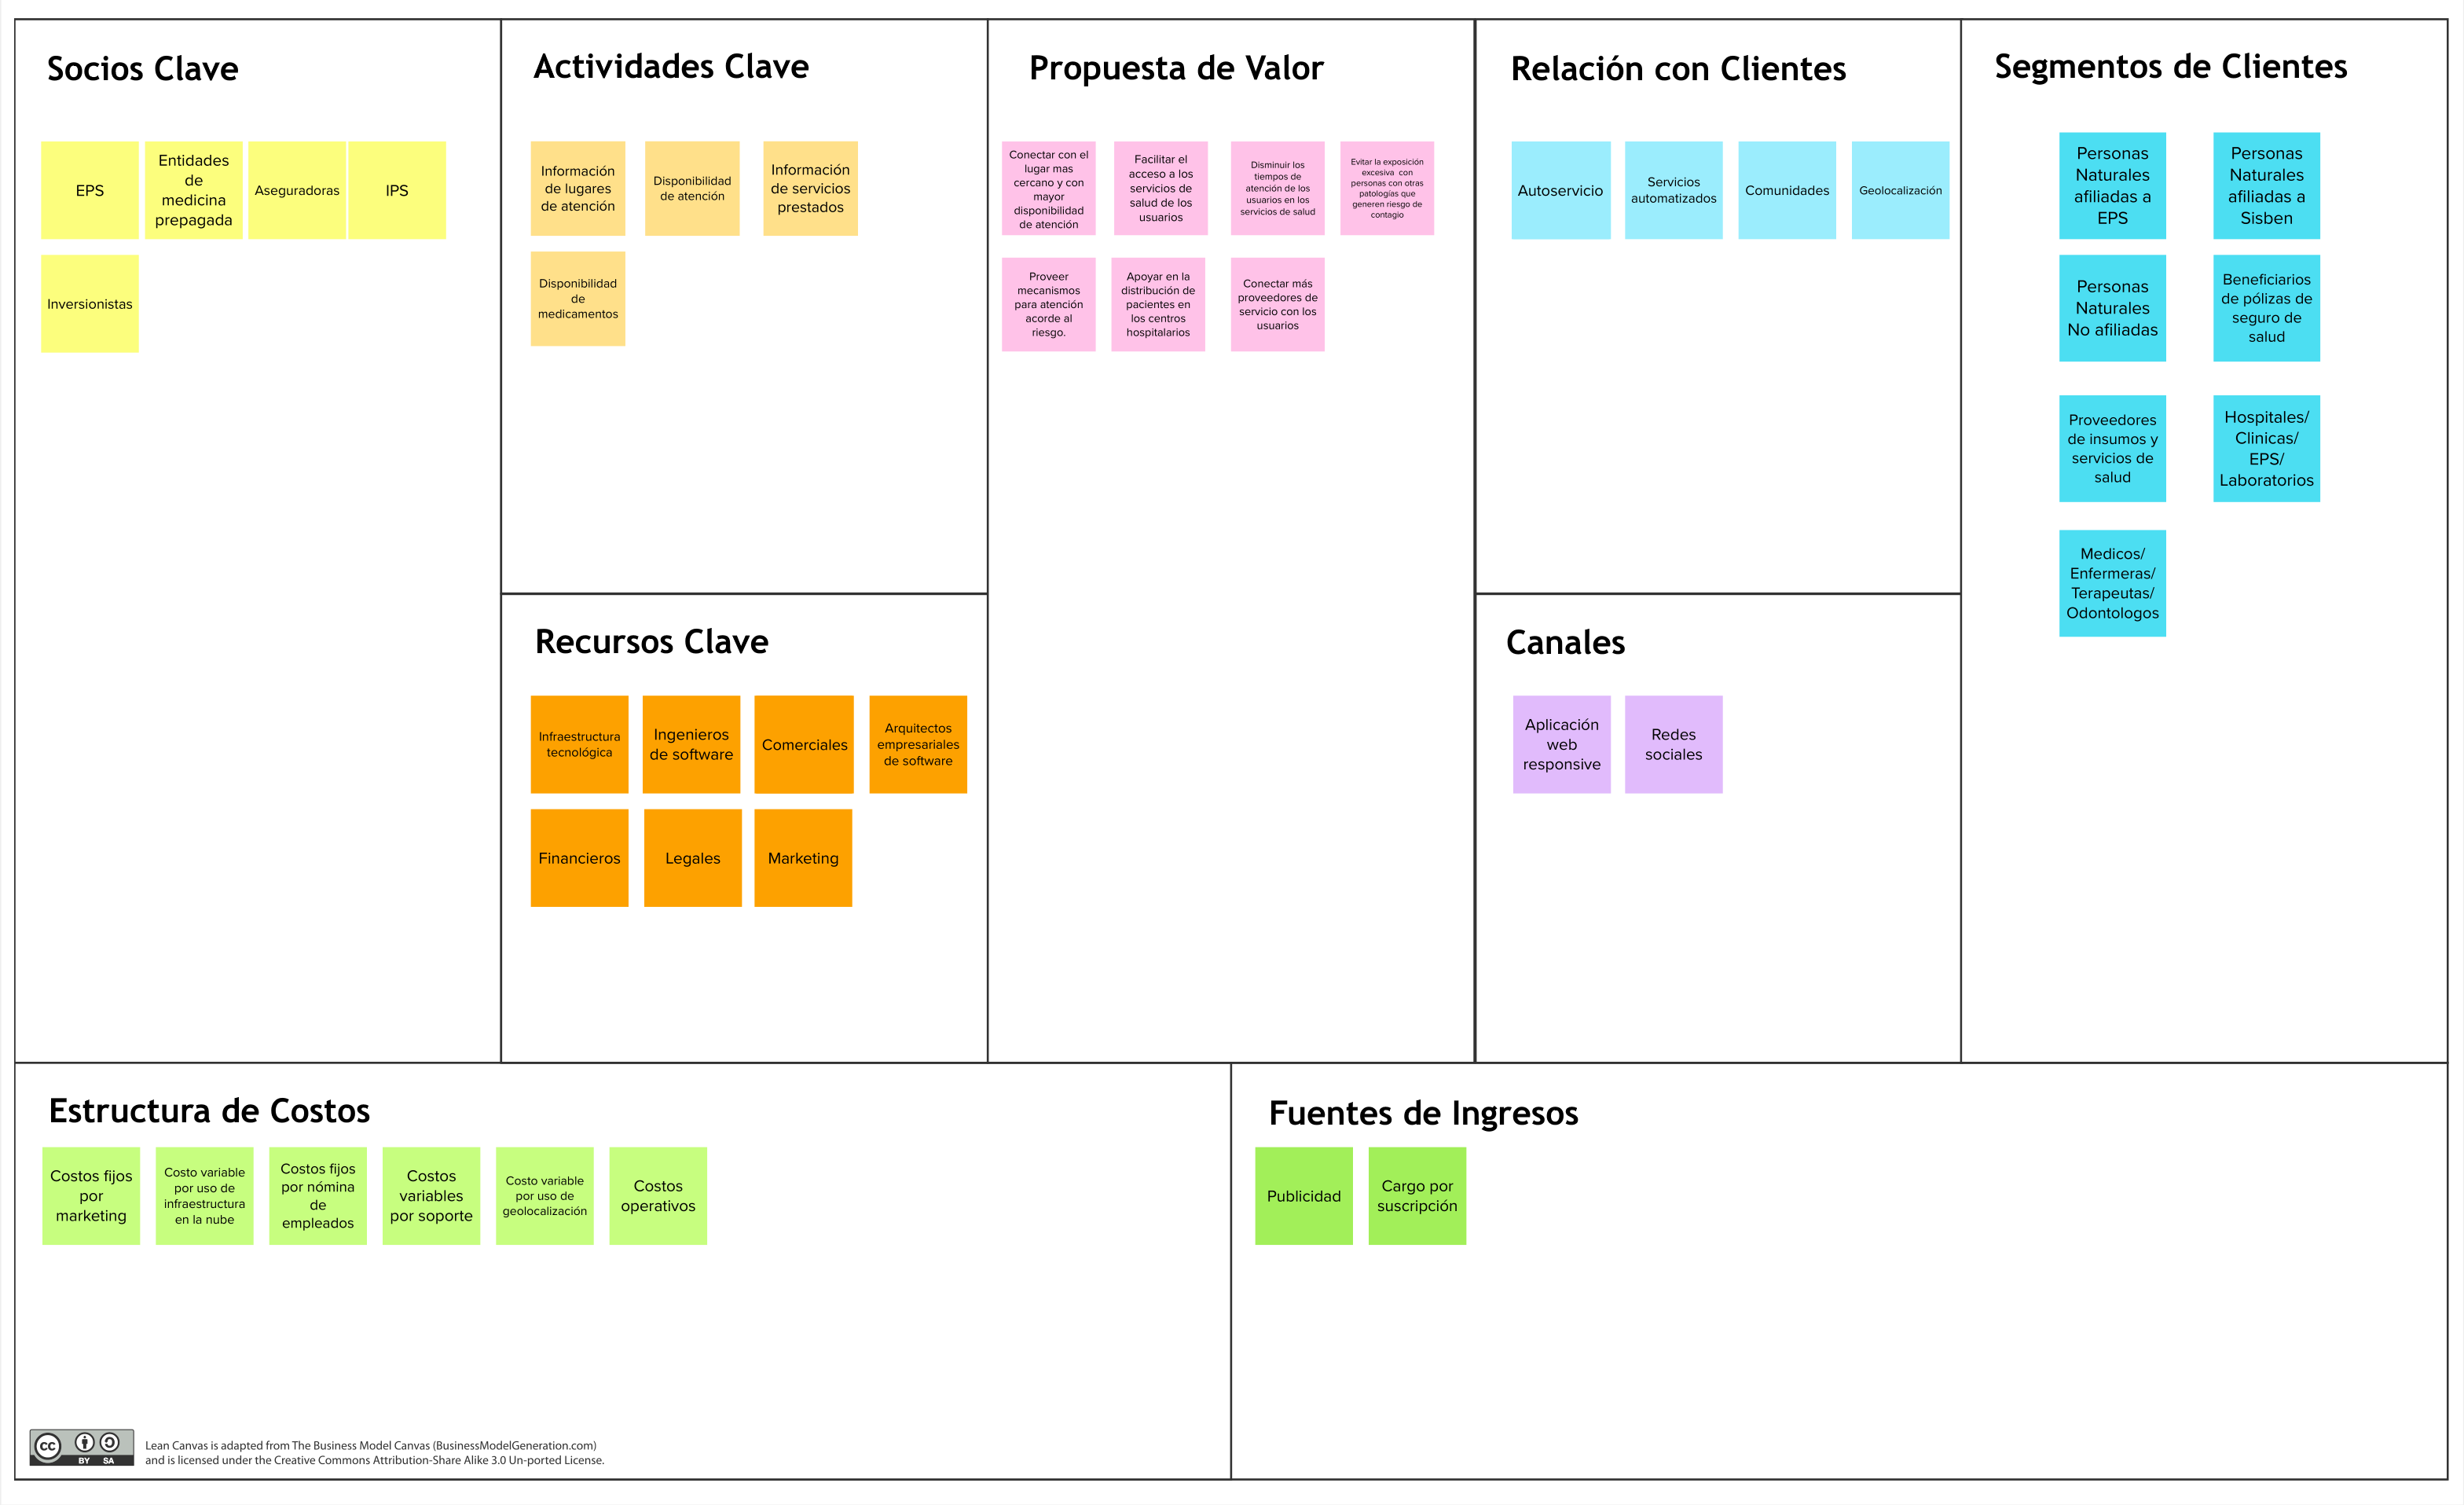 Socios Clave
EPS
Entidades
de
medicina
prepagada
Aseguradoras
IPS
Inversionistas
Actividades Clave
Información
de lugares
de atención
Disponibilidad
de atención
Información
de servicios
prestados
Disponibilidad
de
medicamentos
Recursos Clave
Infraestructura
tecnológica
Ingenieros
de software
Comerciales
Arquitectos
empresariales
de software
Financieros
Legales
Marketing
Propuesta de Valor
Conectar con el
lugar mas
cercano y con
mayor
disponibilidad
de atención
Facilitar el
acceso a los
servicios de
salud de los
usuarios
Disminuir los
tiempos de
atención de los
usuarios en los
servicios de salud
Evitar la exposición
excesiva con
personas con otras
patologías que
generen riesgo de
contagio
Proveer
mecanismos
para atención
acorde al
riesgo.
Apoyar en la
distribución de
pacientes en
los centros
hospitalarios
Conectar más
proveedores de
servicio con los
usuarios
Relación con Clientes
Autoservicio
Servicios
automatizados
Comunidades
Geolocalización
Canales
Aplicación
web
responsive
Redes
sociales
Segmentos de Clientes
Personas
Naturales
afiliadas a
EPS
Personas
Naturales
afiliadas a
Sisben
Personas
Naturales
No afiliadas
Beneficiarios
de pólizas de
seguro de
salud
Proveedores
de insumos y
servicios de
salud
Hospitales/
Clinicas/
EPS/
Laboratorios
Medicos/
Enfermeras/
Terapeutas/
Odontologos
Estructura de Costos
Costos fijos
por
marketing
Costo variable
por uso de
infraestructura
en la nube
Costos fijos
por nómina
de
empleados
Costos
variables
por soporte
Costo variable
por uso de
geolocalización
Costos
operativos
Fuentes de Ingresos
Publicidad
Cargo por
suscripción
cc
BY SA
Lean Canvas is adapted from The Business Model Canvas (BusinessModelGeneration.com)
and is licensed under the Creative Commons Attribution-Share Alike 3.0 Un-ported License.